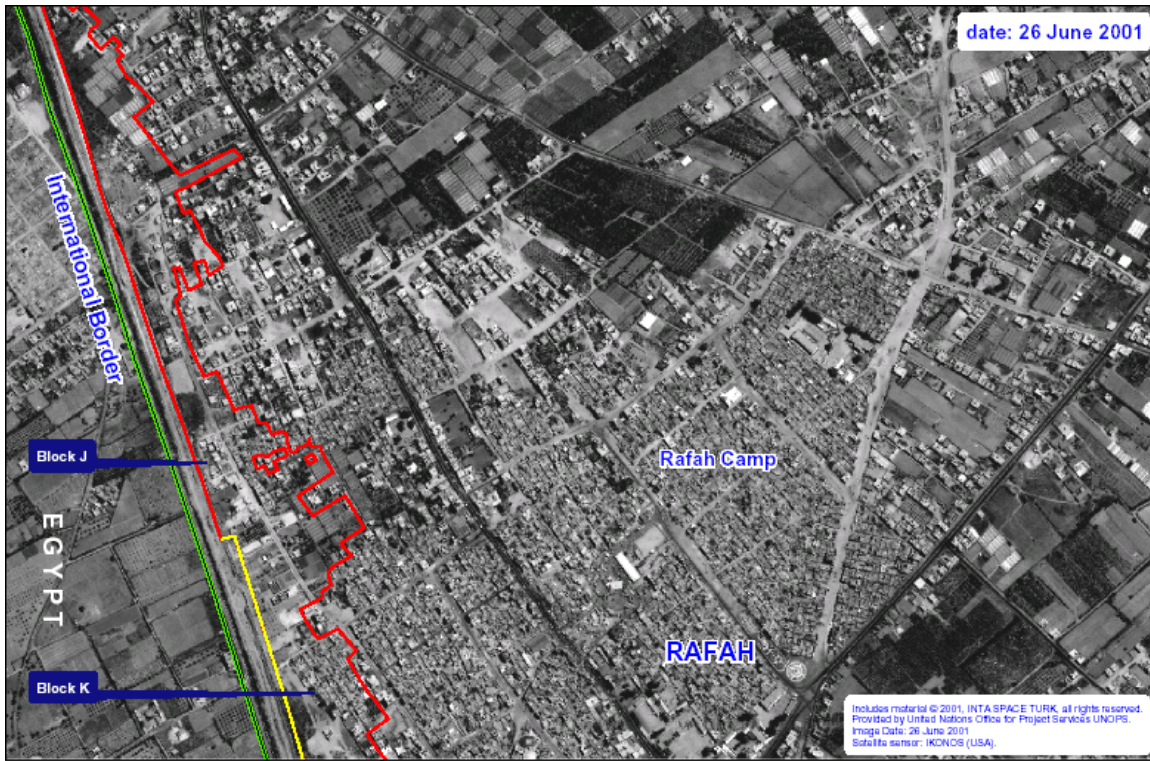 date: 26 June 2001
International Border
Block J
Rafah Camp
EGYPT
RAFAH
Block K
Includes material © 2001, INTA SPACE TURK, all rights reserved.
Provided by United Nations Office for Project Services UNOPS.
Image Date: 26 June 2001
Satellite sensor: IKONOS (USA).